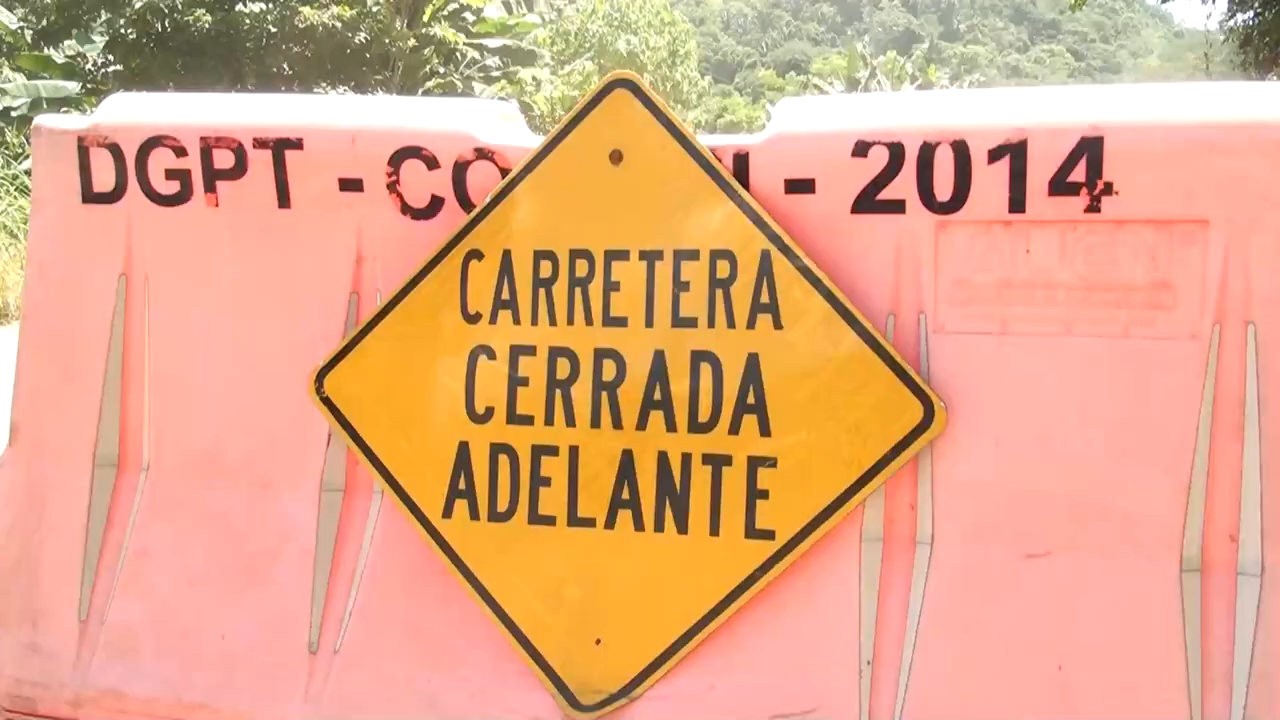 DGPT - CO - 2014
CARRETERA
CERRADA
ADELANTE